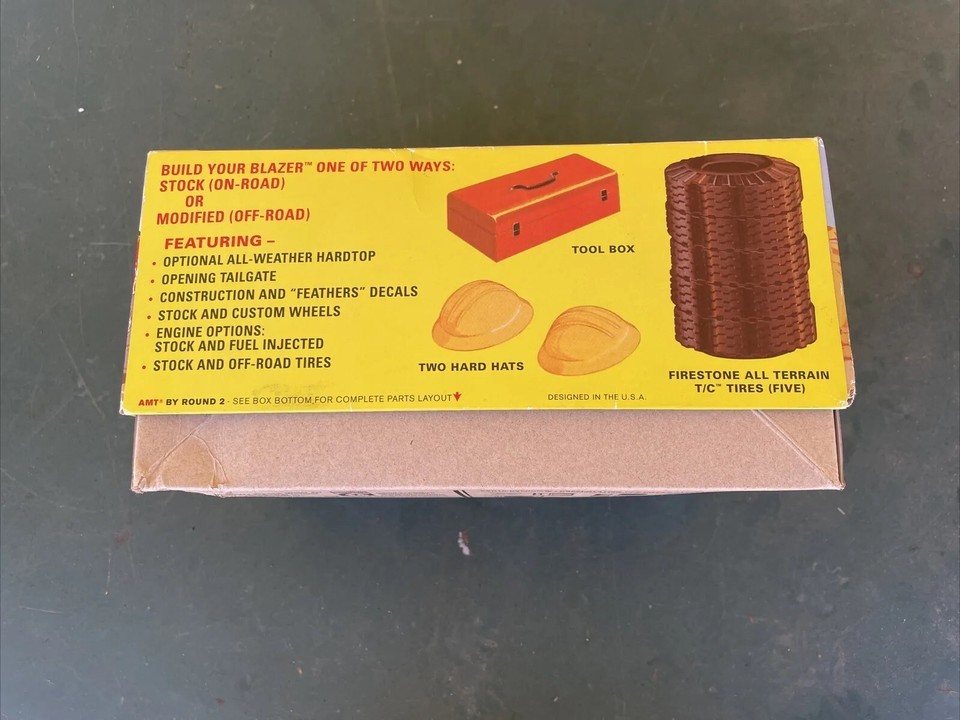 BUILD YOUR BLAZER™ ONE OF TWO WAYS:
STOCK (ON-ROAD)
OR
MODIFIED (OFF-ROAD)
FEATURING –
• OPTIONAL ALL-WEATHER HARDTOP
• OPENING TAILGATE
• CONSTRUCTION AND “FEATHERS” DECALS
• STOCK AND CUSTOM WHEELS
• ENGINE OPTIONS:
STOCK AND FUEL INJECTED
• STOCK AND OFF-ROAD TIRES
TOOL BOX
TWO HARD HATS
FIRESTONE ALL TERRAIN
T/C™ TIRES (FIVE)
AMT® BY ROUND 2 - SEE BOX BOTTOM FOR COMPLETE PARTS LAYOUT
DESIGNED IN THE U.S.A.